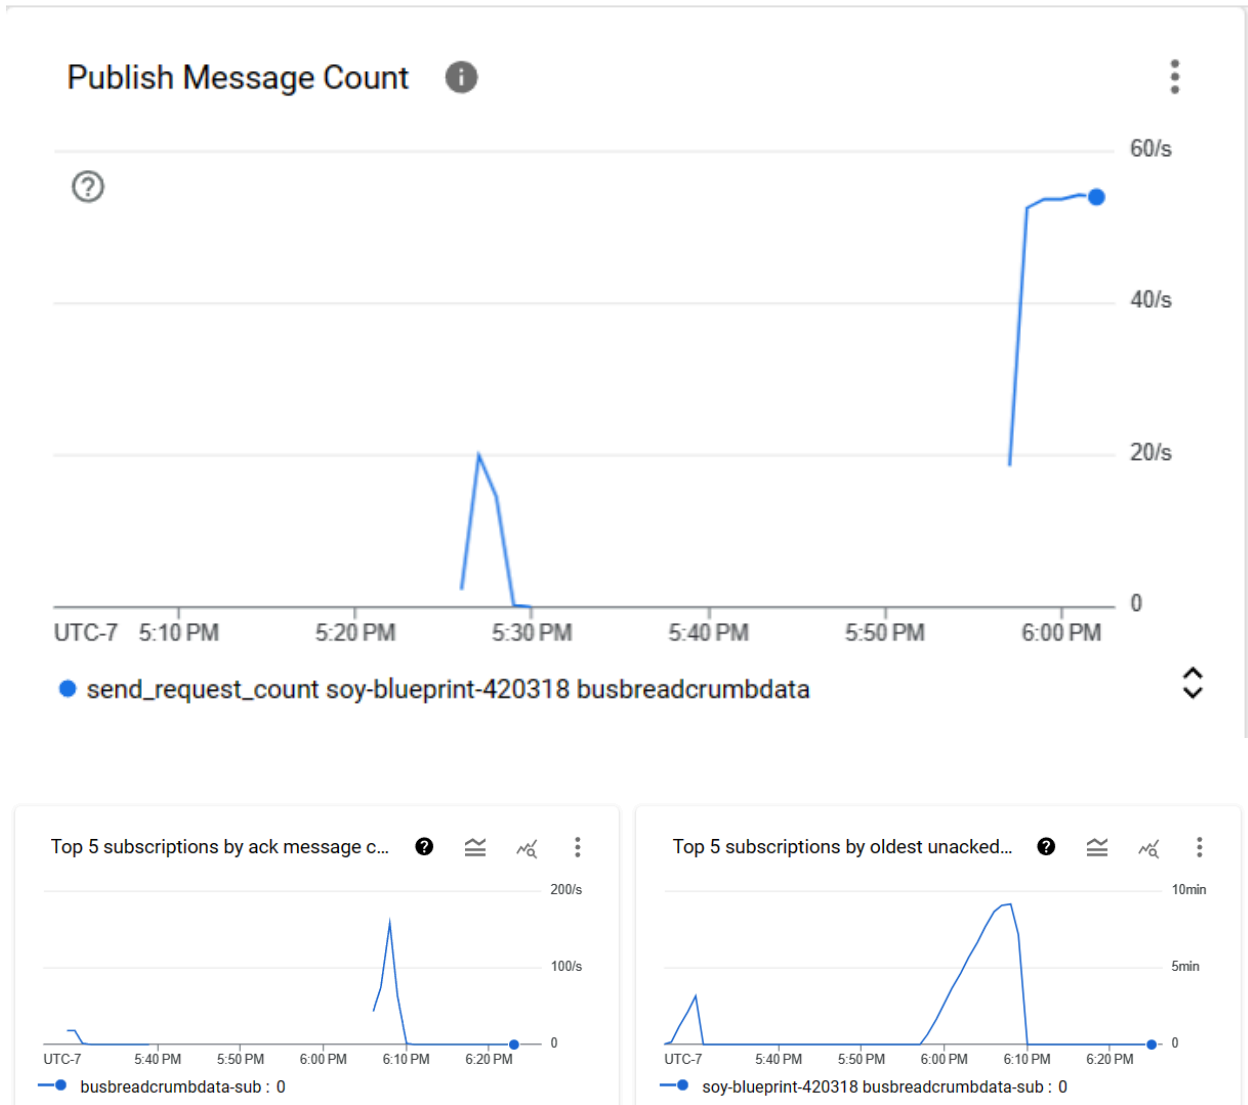 Publish Message Count
60/s
40/s
20/s
0
UTC-7 5:10 PM 5:20 PM 5:30 PM 5:40 PM 5:50 PM 6:00 PM
send_request_count soy-blueprint-420318 busbreadcrumbdata
Top 5 subscriptions by ack message c...
200/s
100/s
0
UTC-7 5:40 PM 5:50 PM 6:00 PM 6:10 PM 6:20 PM
busbreadcrumbdata-sub : 0
Top 5 subscriptions by oldest unacked...
10min
5min
0
UTC-7 5:40 PM 5:50 PM 6:00 PM 6:10 PM 6:20 PM
soy-blueprint-420318 busbreadcrumbdata-sub : 0